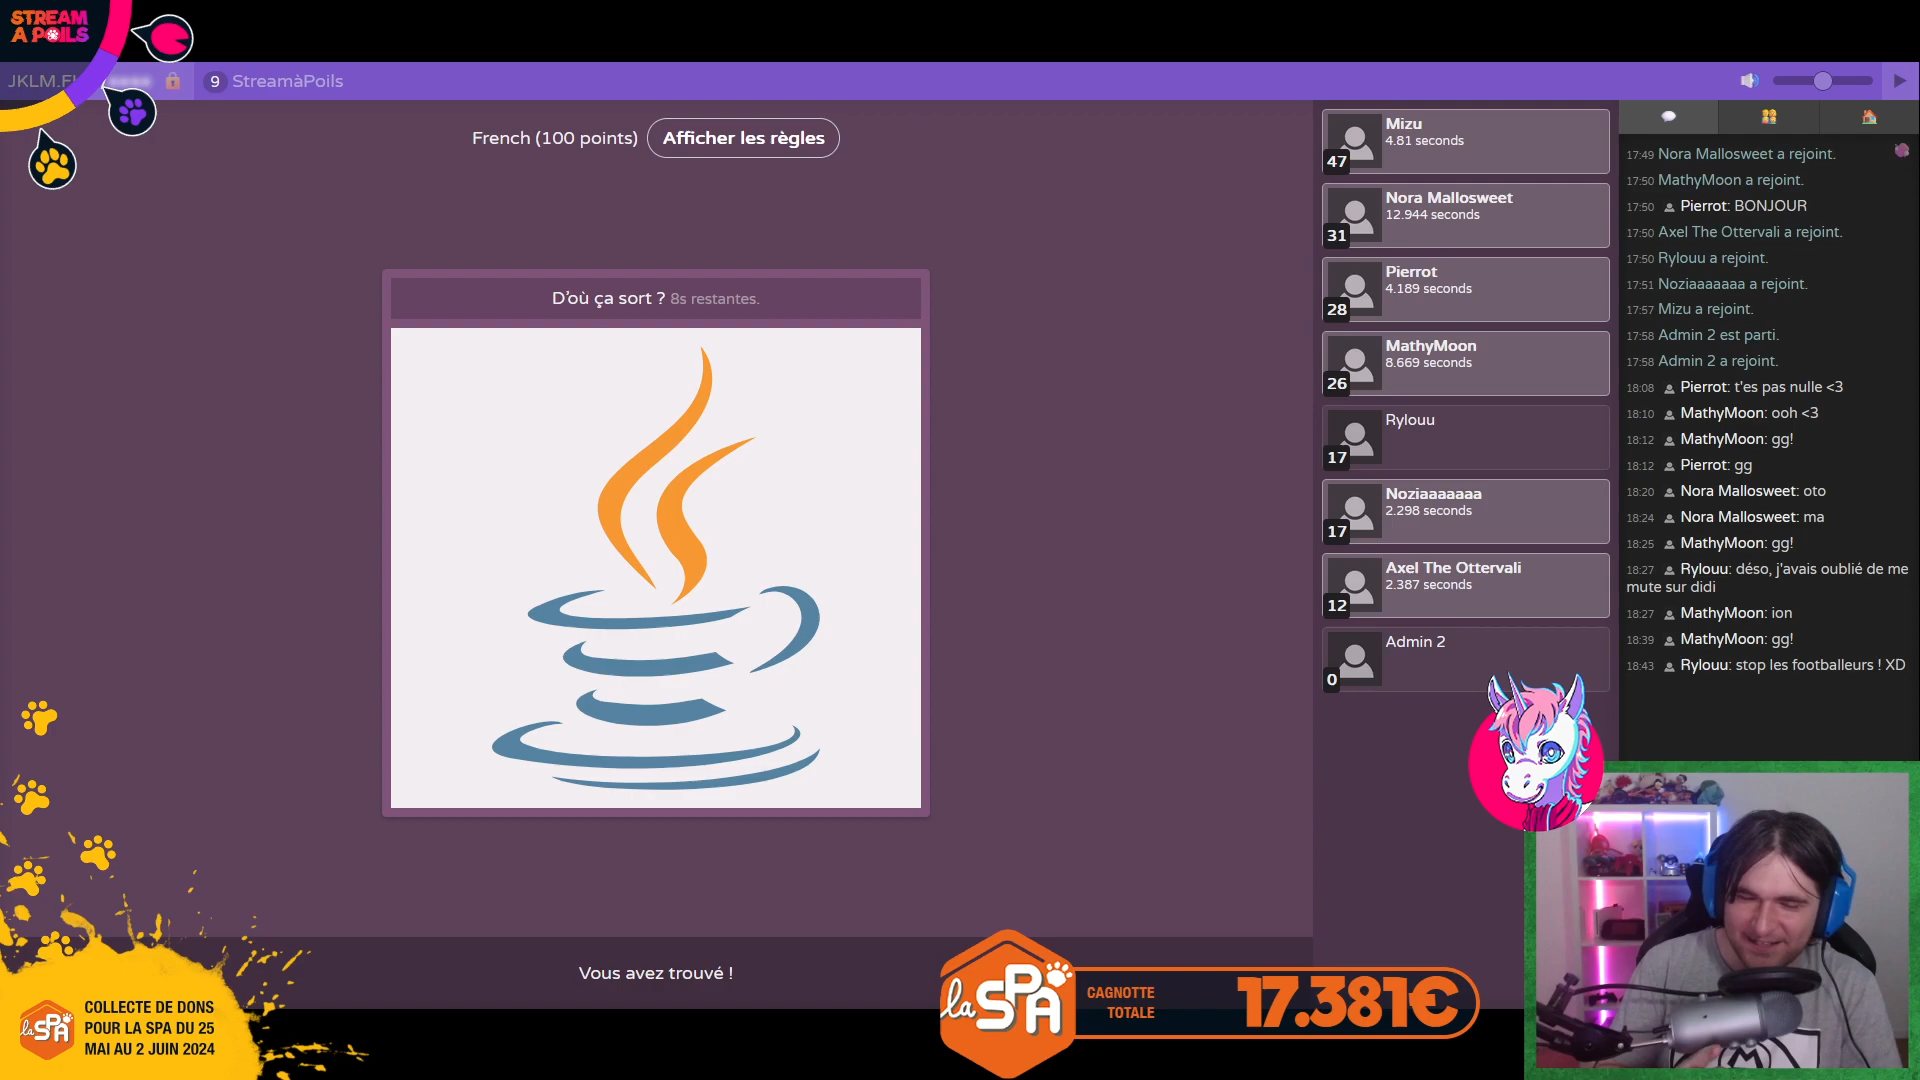 STREAM
A POILS
JKLM.F
9 StreamàPoils
French (100 points) Afficher les règles
D'où ça sort ? 8s restantes.
Vous avez trouvé !
Mizu
4.81 seconds
47
Nora Mallosweet
12.944 seconds
31
Pierrot
4.189 seconds
28
MathyMoon
8.669 seconds
26
Rylouu
17
Noziaaaaaaa
2.298 seconds
17
Axel The Ottervali
2.387 seconds
12
Admin 2
0
17:49 Nora Mallosweet a rejoint.
17:50 MathyMoon a rejoint.
17:50 Pierrot: BONJOUR
17:50 Axel The Ottervali a rejoint.
17:50 Rylouu a rejoint.
17:51 Noziaaaaaaa a rejoint.
17:57 Mizu a rejoint.
17:58 Admin 2 est parti.
17:58 Admin 2 a rejoint.
18:08 Pierrot: t'es pas nulle <3
18:10 MathyMoon: ooh <3
18:12 MathyMoon: gg!
18:12 Pierrot: gg
18:20 Nora Mallosweet: oto
18:24 Nora Mallosweet: ma
18:25 MathyMoon: gg!
18:27 Rylouu: déso, j'avais oublié de me
mute sur didi
18:27 MathyMoon: ion
18:39 MathyMoon: gg!
18:43 Rylouu: stop les footballeurs ! XD
la SPA
COLLECTE DE DONS
POUR LA SPA DU 25
MAI AU 2 JUIN 2024
la SPA
CAGNOTTE
TOTALE
17.381€
M